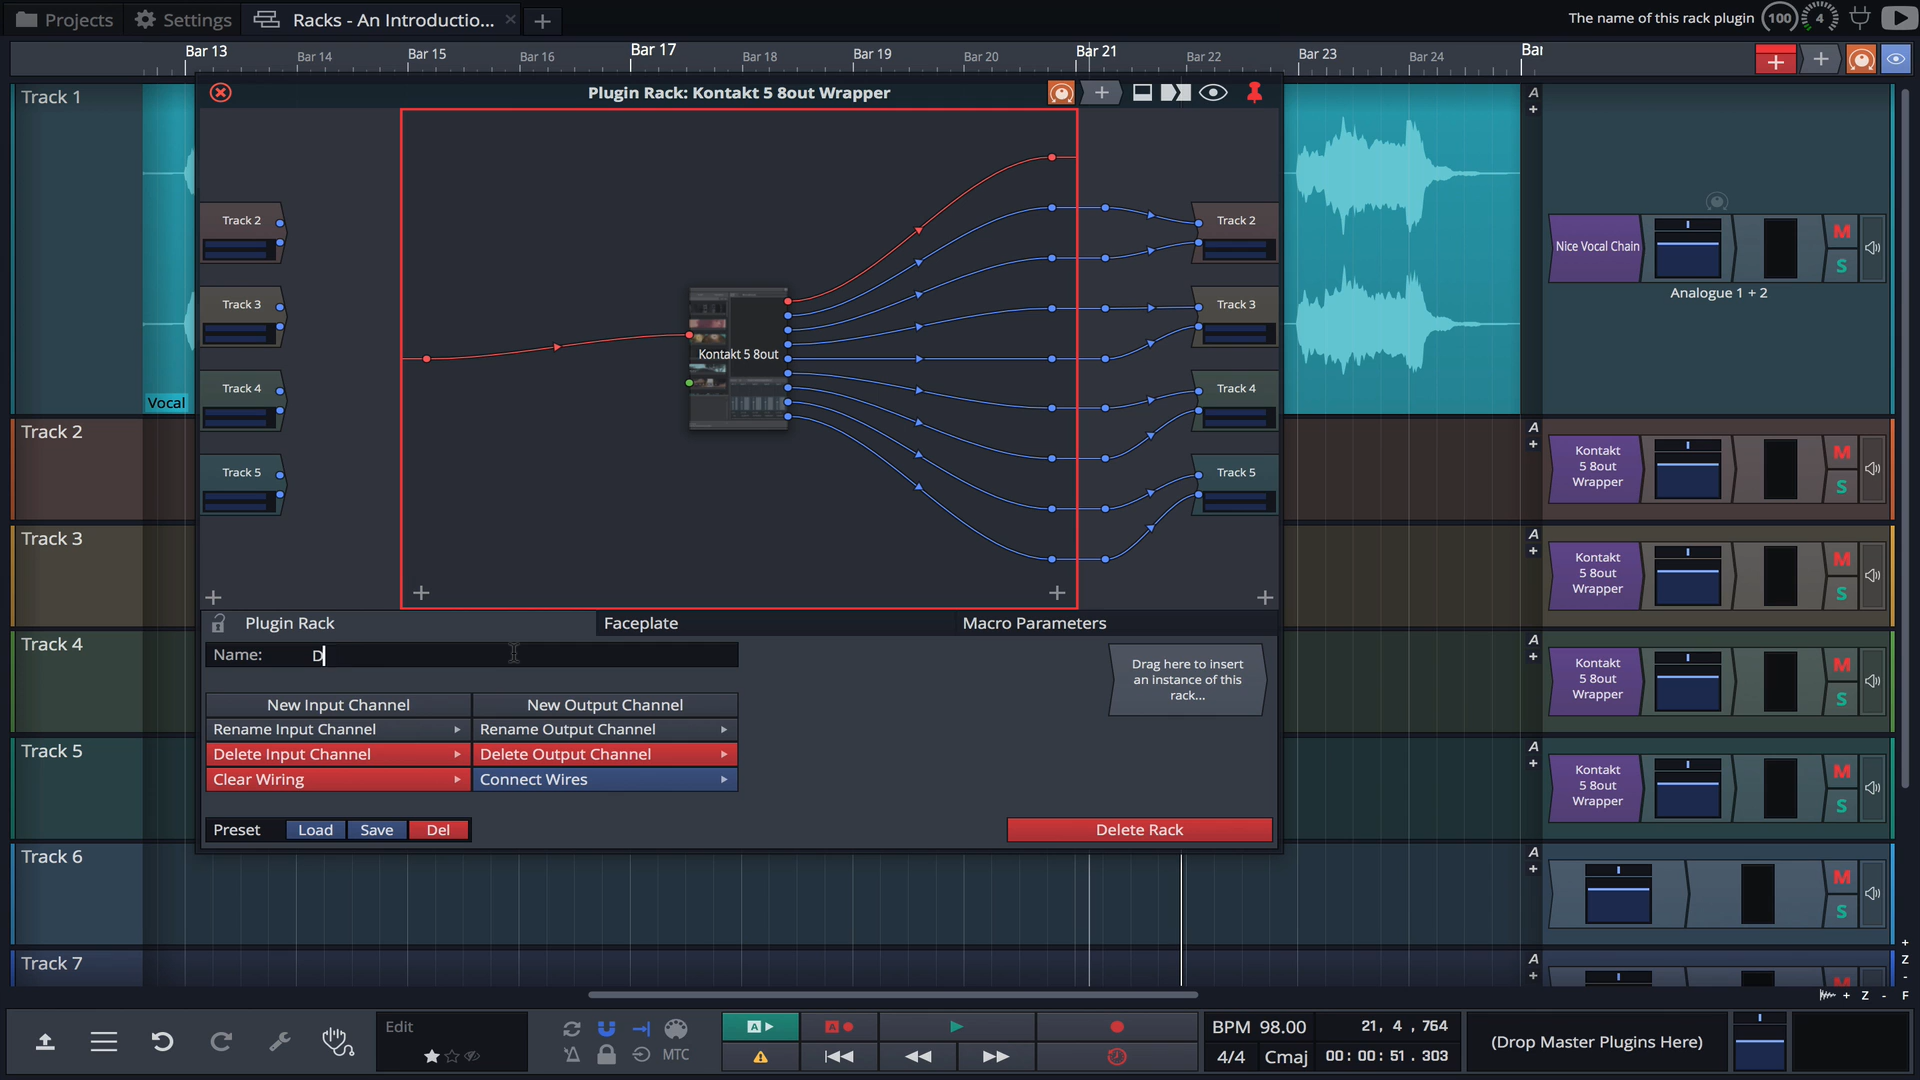 Projects
Settings
Racks - An Introductio...
The name of this rack plugin
100
4
Bar 13
Bar 14
Bar 15
Bar 16
Bar 17
Bar 18
Bar 19
Bar 20
Bar 21
Bar 22
Bar 23
Bar 24
Bar
Track 1
Vocal
Plugin Rack: Kontakt 5 8out Wrapper
Track 2
Track 3
Track 4
Track 5
Kontakt 5 8out
Track 2
Track 3
Track 4
Track 5
A
Nice Vocal Chain
M
S
Analogue 1 + 2
Track 2
A
Kontakt
5 8out
Wrapper
M
S
Track 3
A
Kontakt
5 8out
Wrapper
M
S
Track 4
A
Kontakt
5 8out
Wrapper
M
S
Track 5
A
Kontakt
5 8out
Wrapper
M
S
Track 6
A
M
S
Track 7
A
M
Plugin Rack
Faceplate
Macro Parameters
Name: D
Drag here to insert
an instance of this
rack...
New Input Channel
New Output Channel
Rename Input Channel
Rename Output Channel
Delete Input Channel
Delete Output Channel
Clear Wiring
Connect Wires
Preset
Load
Save
Del
Delete Rack
+
Z
-
+ Z - F
Edit
MTC
A
A
BPM 98.00
4/4 Cmaj
21, 4 , 764
00: 00: 51. 303
(Drop Master Plugins Here)